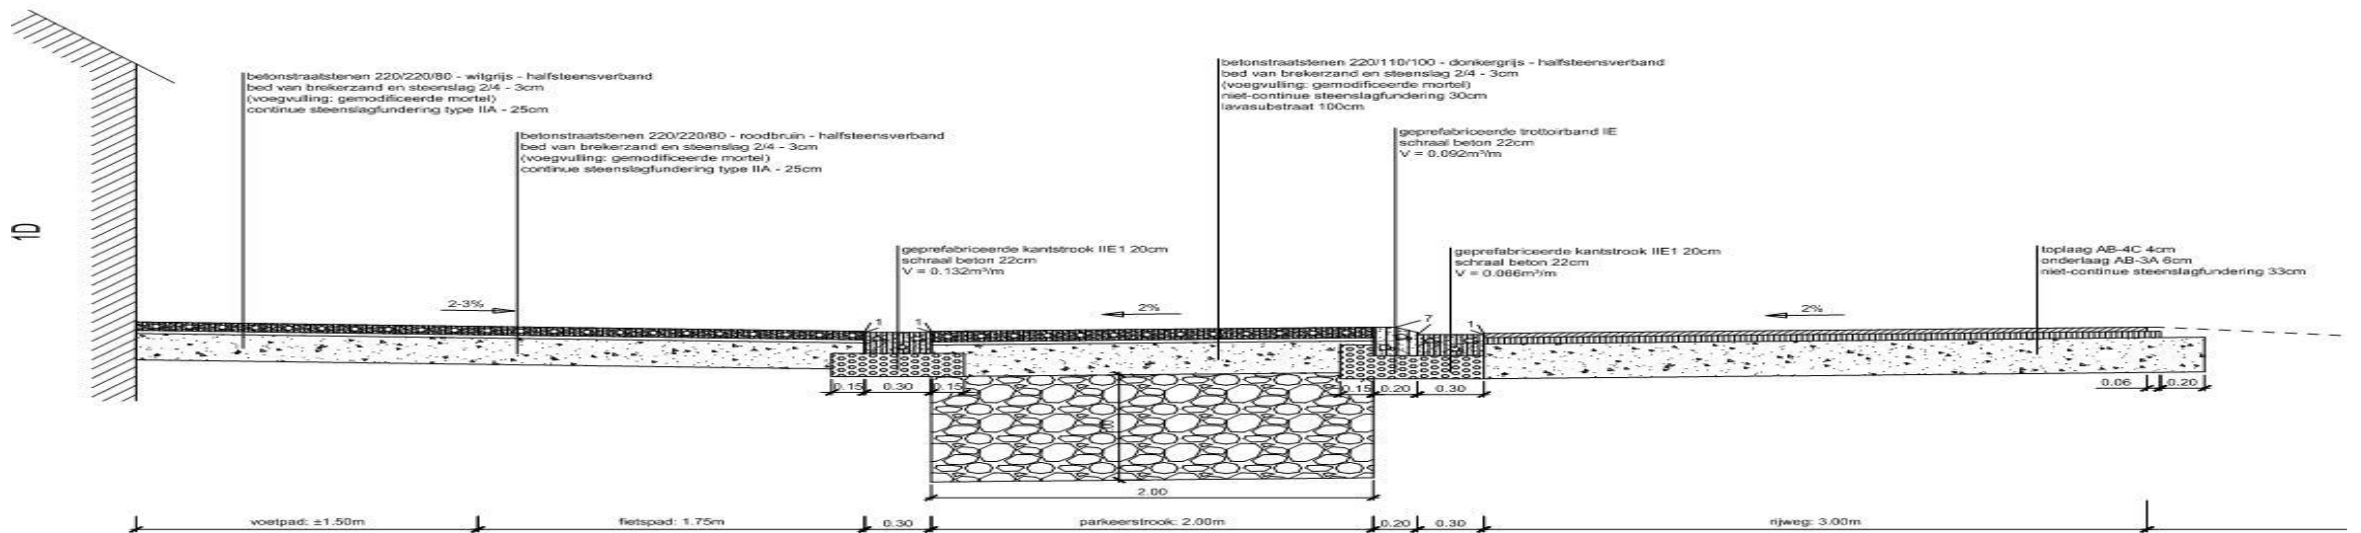 betonstraatstenen 220/220/80 - witgrijs - halfsteensverband
bed van brekerzand en steenslag 2/4 - 3cm
(voegvulling: gemodificeerde mortel)
continue steenslagfundering type IIA - 25cm
betonstraatstenen 220/220/80 - roodbruin - halfsteensverband
bed van brekerzand en steenslag 2/4 - 3cm
(voegvulling: gemodificeerde mortel)
continue steenslagfundering type IIA - 25cm
betonstraatstenen 220/110/100 - donkergrijs - halfsteensverband
bed van brekerzand en steenslag 2/4 - 3cm
(voegvulling: gemodificeerde mortel)
niet-continue steenslagfundering 30cm
lavasubstraat 100cm
geprefabriceerde trottoirband IE
schraal beton 22cm
V = 0.092m³/m
1D
geprefabriceerde kantstrook IIE1 20cm
schraal beton 22cm
V = 0.132m³/m
geprefabriceerde kantstrook IIE1 20cm
schraal beton 22cm
V = 0.066m³/m
toplaag AB-4C 4cm
onderlaag AB-3A 6cm
niet-continue steenslagfundering 33cm
2-3%
2%
2%
1
1
7
1
0.15
0.30
0.15
0.15
0.20
0.30
0.06
0.20
2.00
voetpad: ±1.50m
fietspad: 1.75m
0.30
parkeerstrook: 2.00m
0.20
0.30
rijweg: 3.00m